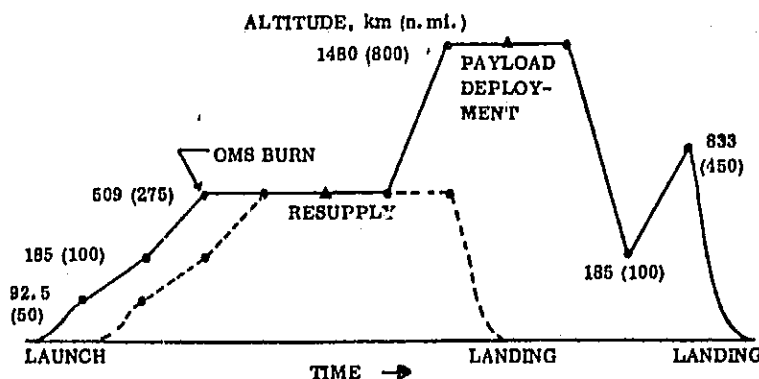 ALTITUDE, km (n. mi.)
1480 (800)
PAYLOAD
DEPLOY-
MENT
833
(450)
OMS BURN
509 (275)
RESUPPLY
185 (100)
185 (100)
92.5
(50)
LAUNCH
LANDING
LANDING
TIME